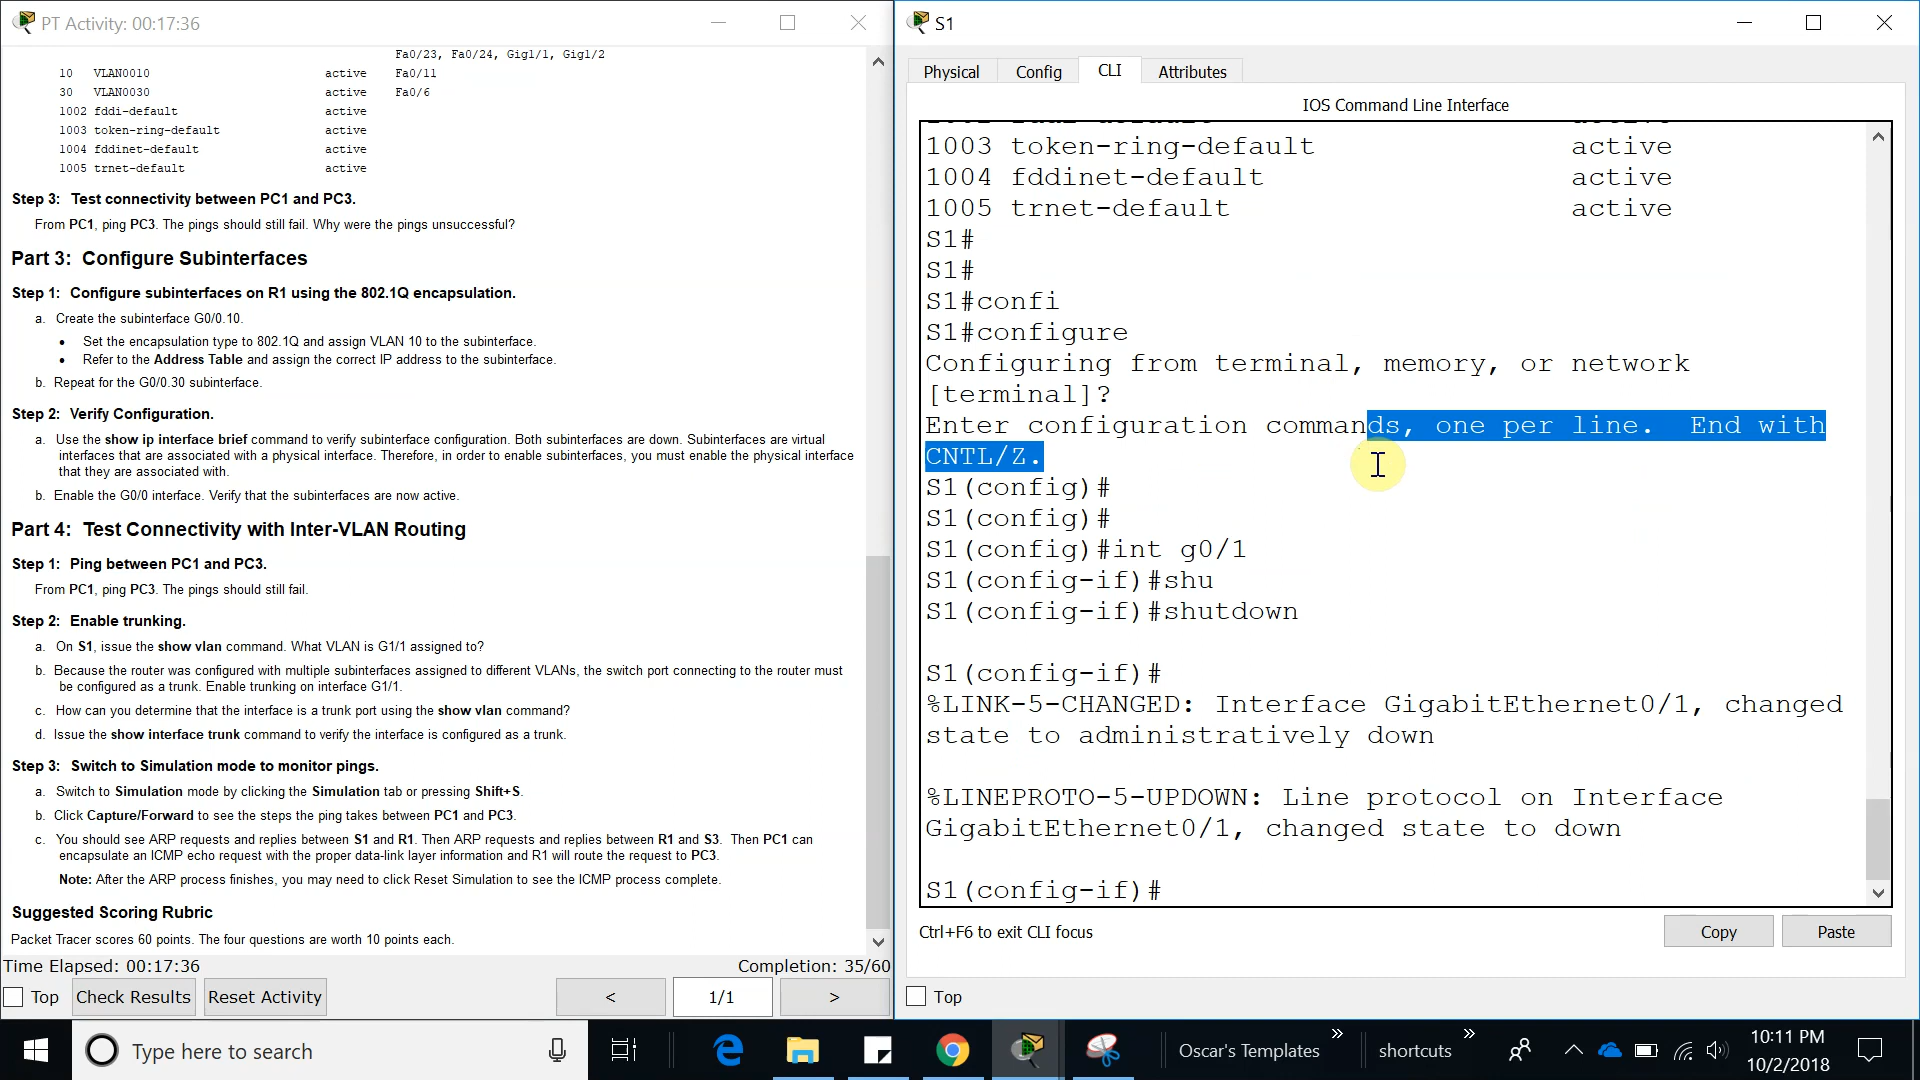 PT Activity: 00:17:36
Fa0/23, Fa0/24, Gig1/1, Gig1/2
10 VLAN0010 active Fa0/11
30 VLAN0030 active Fa0/6
1002 fddi-default active
1003 token-ring-default active
1004 fddinet-default active
1005 trnet-default active
Step 3: Test connectivity between PC1 and PC3.
From PC1, ping PC3. The pings should still fail. Why were the pings unsuccessful?
Part 3: Configure Subinterfaces
Step 1: Configure subinterfaces on R1 using the 802.1Q encapsulation.
a. Create the subinterface G0/0.10.
• Set the encapsulation type to 802.1Q and assign VLAN 10 to the subinterface.
• Refer to the Address Table and assign the correct IP address to the subinterface.
b. Repeat for the G0/0.30 subinterface.
Step 2: Verify Configuration.
a. Use the show ip interface brief command to verify subinterface configuration. Both subinterfaces are down. Subinterfaces are virtual
interfaces that are associated with a physical interface. Therefore, in order to enable subinterfaces, you must enable the physical interface
that they are associated with.
b. Enable the G0/0 interface. Verify that the subinterfaces are now active.
Part 4: Test Connectivity with Inter-VLAN Routing
Step 1: Ping between PC1 and PC3.
From PC1, ping PC3. The pings should still fail.
Step 2: Enable trunking.
a. On S1, issue the show vlan command. What VLAN is G1/1 assigned to?
b. Because the router was configured with multiple subinterfaces assigned to different VLANs, the switch port connecting to the router must
be configured as a trunk. Enable trunking on interface G1/1.
c. How can you determine that the interface is a trunk port using the show vlan command?
d. Issue the show interface trunk command to verify the interface is configured as a trunk.
Step 3: Switch to Simulation mode to monitor pings.
a. Switch to Simulation mode by clicking the Simulation tab or pressing Shift+S.
b. Click Capture/Forward to see the steps the ping takes between PC1 and PC3.
c. You should see ARP requests and replies between S1 and R1. Then ARP requests and replies between R1 and S3. Then PC1 can
encapsulate an ICMP echo request with the proper data-link layer information and R1 will route the request to PC3.
Note: After the ARP process finishes, you may need to click Reset Simulation to see the ICMP process complete.
Suggested Scoring Rubric
Packet Tracer scores 60 points. The four questions are worth 10 points each.
Time Elapsed: 00:17:36 Completion: 35/60
Top Check Results Reset Activity < 1/1 >
S1
Physical Config CLI Attributes
IOS Command Line Interface
1003 token-ring-default active
1004 fddinet-default active
1005 trnet-default active
S1#
S1#
S1#confi
S1#configure
Configuring from terminal, memory, or network
[terminal]?
Enter configuration commands, one per line. End with
CNTL/Z.
S1(config)#
S1(config)#
S1(config)#int g0/1
S1(config-if)#shu
S1(config-if)#shutdown
S1(config-if)#
%LINK-5-CHANGED: Interface GigabitEthernet0/1, changed
state to administratively down
%LINEPROTO-5-UPDOWN: Line protocol on Interface
GigabitEthernet0/1, changed state to down
S1(config-if)#
Ctrl+F6 to exit CLI focus Copy Paste
Top
Type here to search
Oscar's Templates » shortcuts »
10:11 PM
10/2/2018